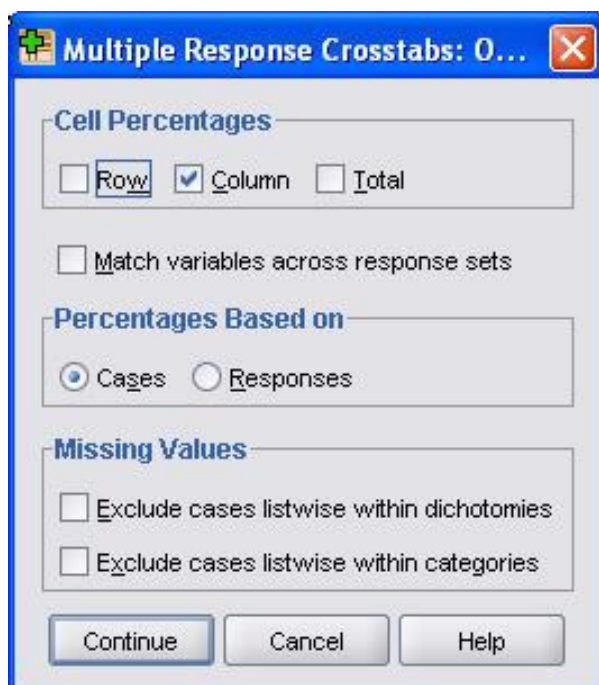 Multiple Response Crosstabs: O...
Cell Percentages
Row Column Total
Match variables across response sets
Percentages Based on
Cases Responses
Missing Values
Exclude cases listwise within dichotomies
Exclude cases listwise within categories
Continue Cancel Help